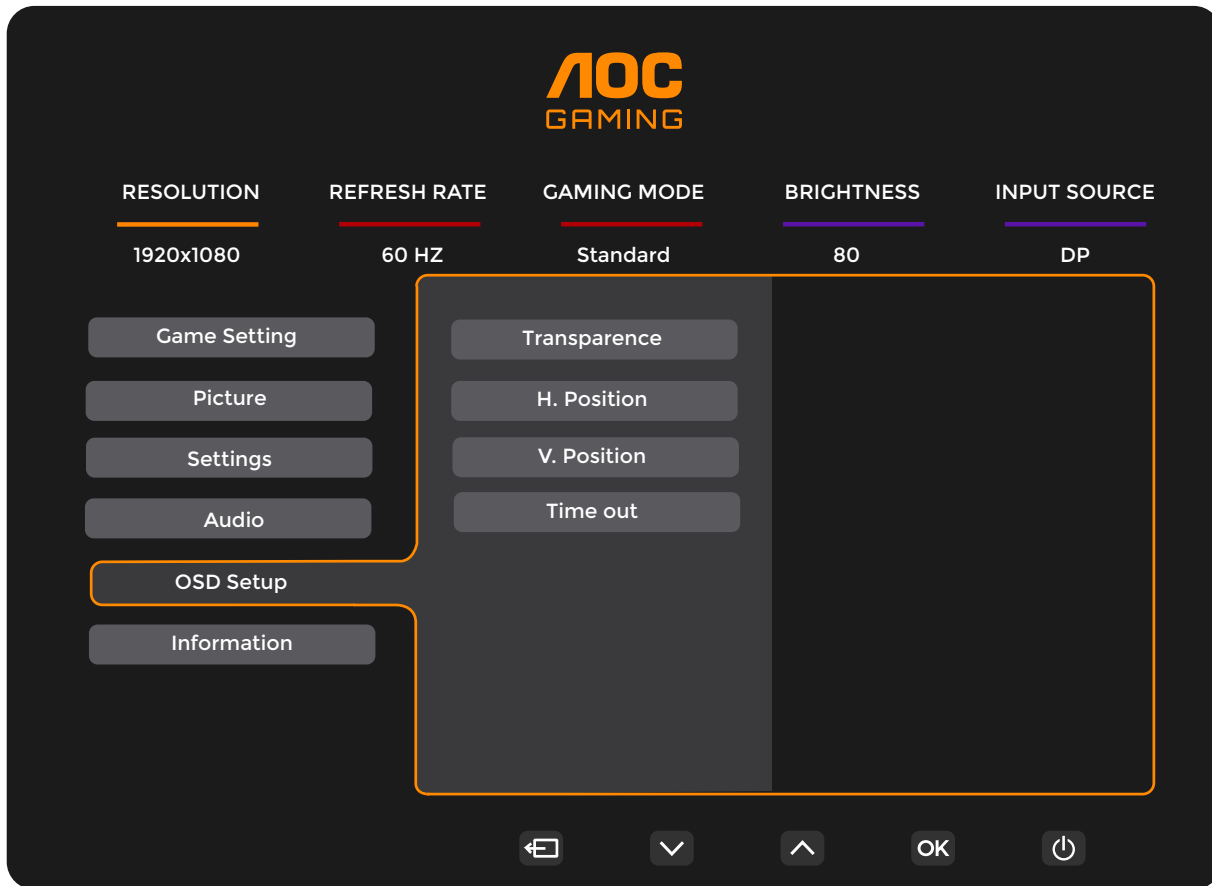 AOC
GAMING
RESOLUTION REFRESH RATE GAMING MODE BRIGHTNESS INPUT SOURCE
1920x1080 60 HZ Standard 80 DP
Game Setting Transparence
Picture H. Position
Settings V. Position
Audio Time out
OSD Setup
Information
OK